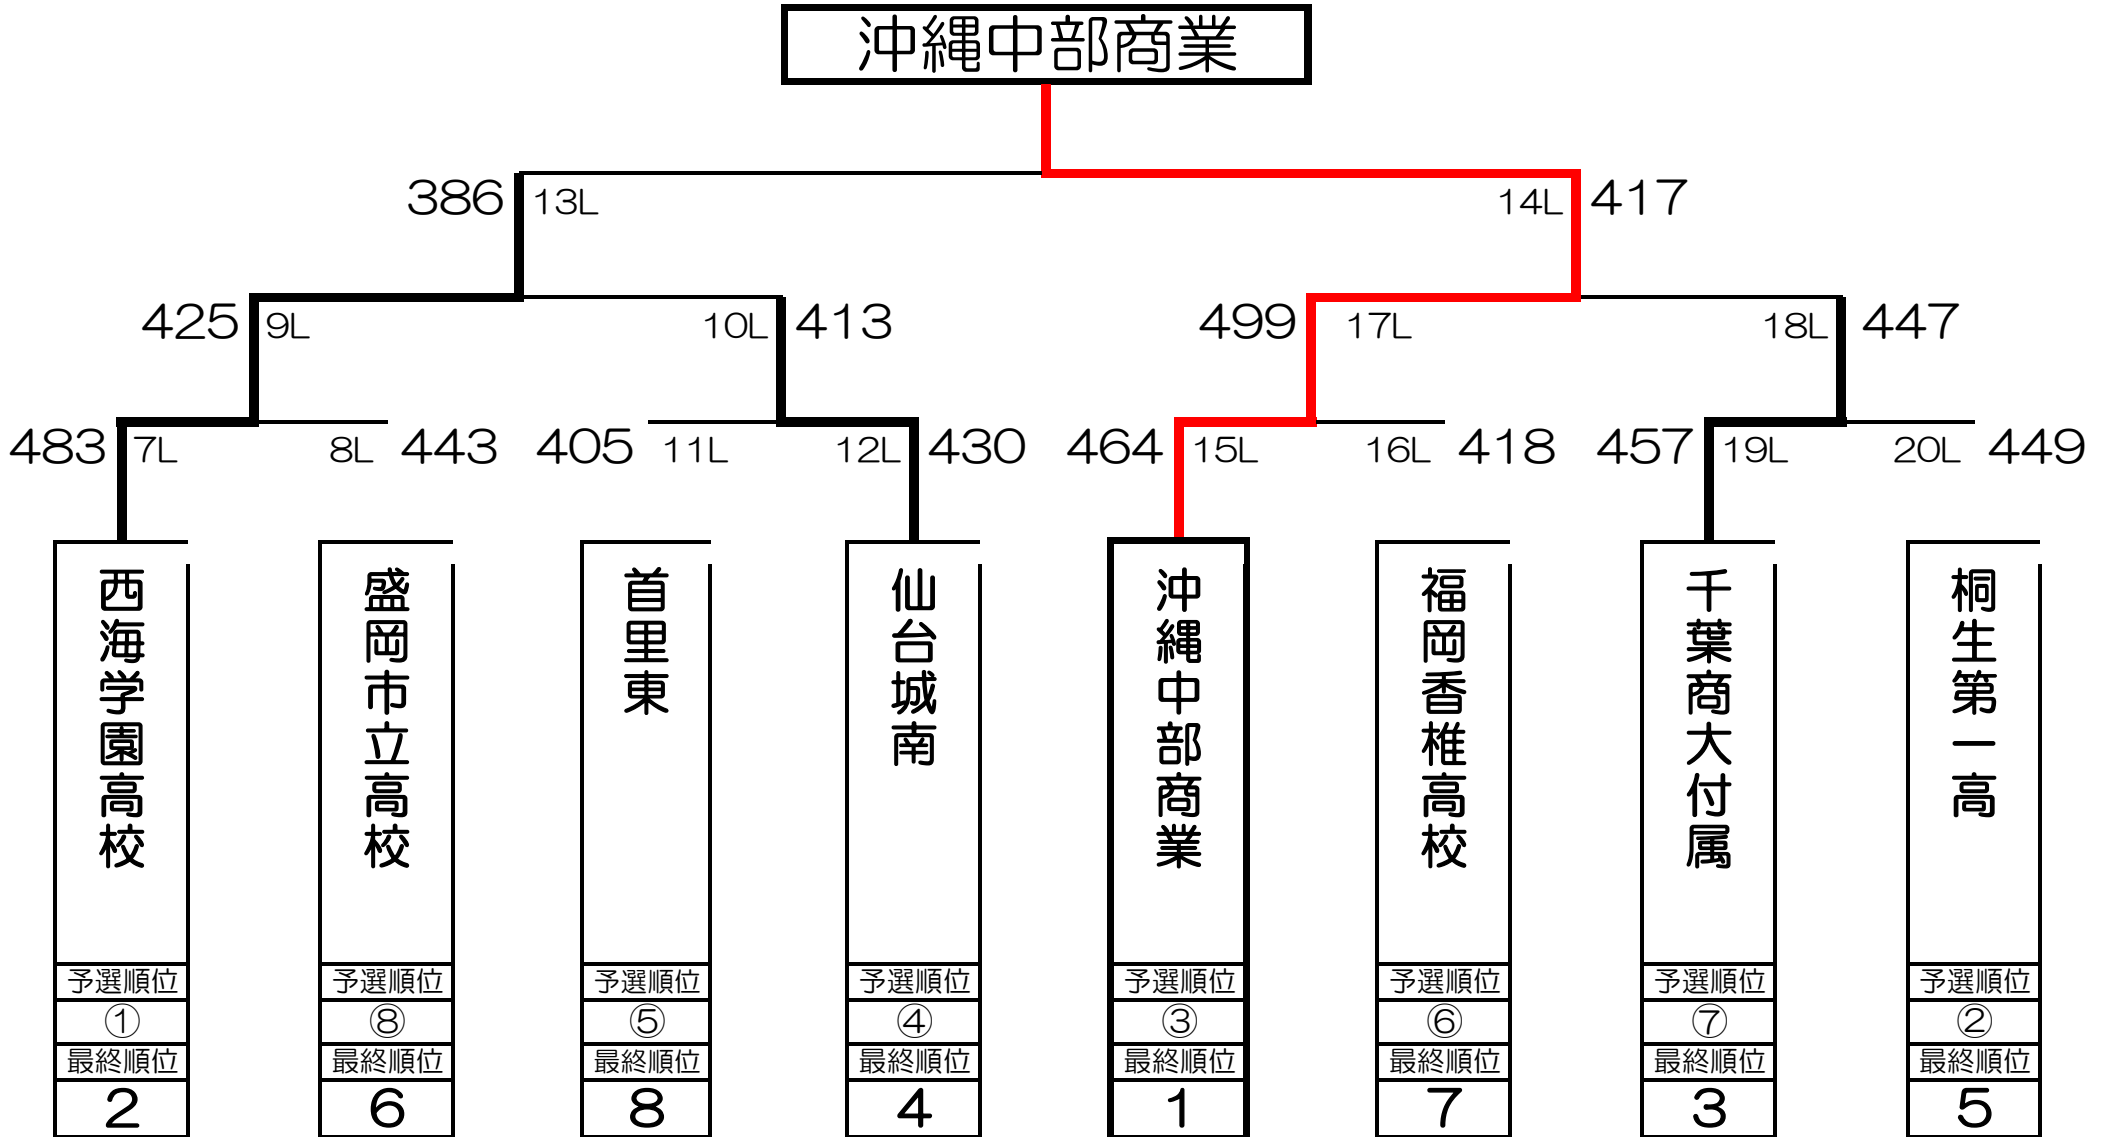 沖縄中部商業
386 13L 14L 417
425 9L 10L 413 499 17L 18L 447
483 7L 8L 443 405 11L 12L 430 464 15L 16L 418 457 19L 20L 449
西海学園高校
盛岡市立高校
首里東
仙台城南
沖縄中部商業
福岡香椎高校
千葉商大付属
桐生第一高
予選順位 予選順位 予選順位 予選順位 予選順位 予選順位 予選順位 予選順位
① ⑧ ⑤ ④ ③ ⑥ ⑦ ②
最終順位 最終順位 最終順位 最終順位 最終順位 最終順位 最終順位 最終順位
2 6 8 4 1 7 3 5